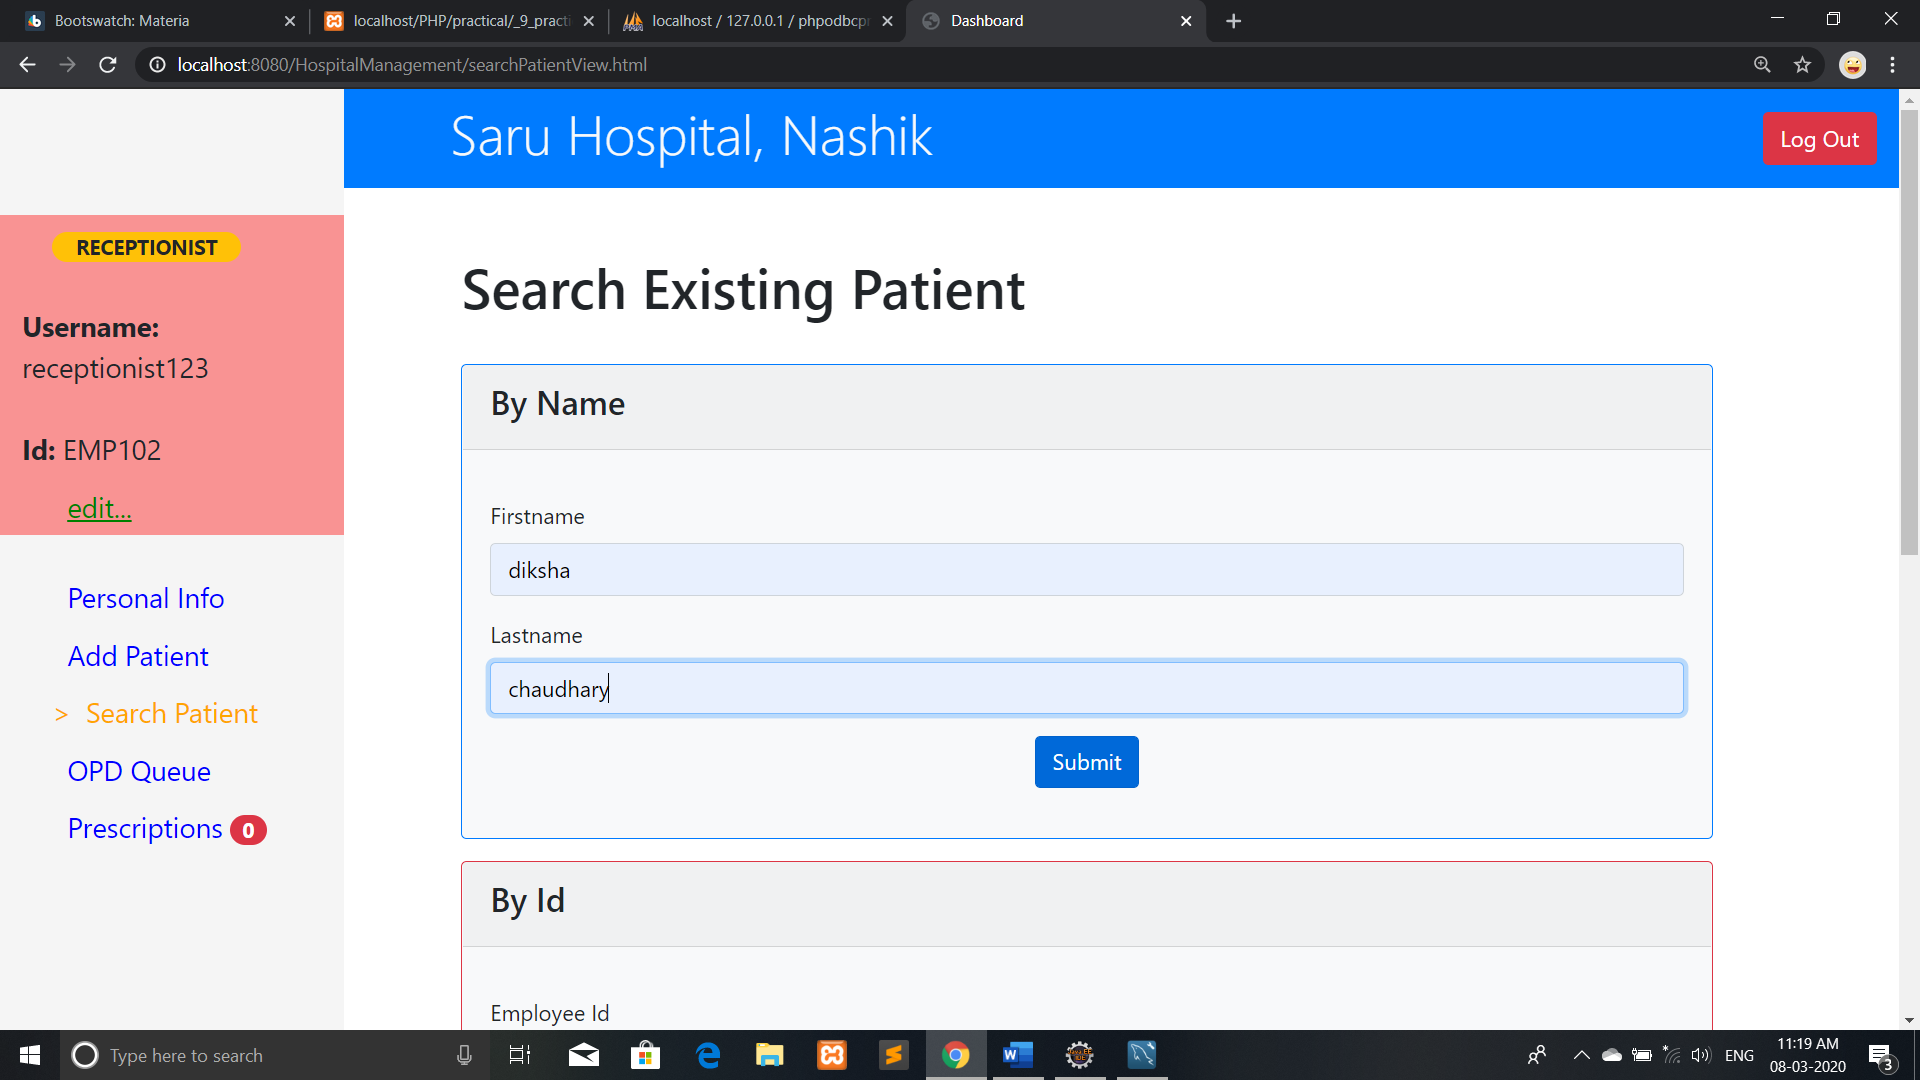 Bootswatch: Materia
localhost/PHP/practical/_9_practi
localhost / 127.0.0.1 / phpodbcpr
Dashboard
localhost:8080/HospitalManagement/searchPatientView.html
Saru Hospital, Nashik
Log Out
RECEPTIONIST
Username:
receptionist123
Id: EMP102
edit...
Personal Info
Add Patient
> Search Patient
OPD Queue
Prescriptions 0
Search Existing Patient
By Name
Firstname
diksha
Lastname
chaudhary
Submit
By Id
Employee Id
Type here to search
ENG
11:19 AM
08-03-2020
3